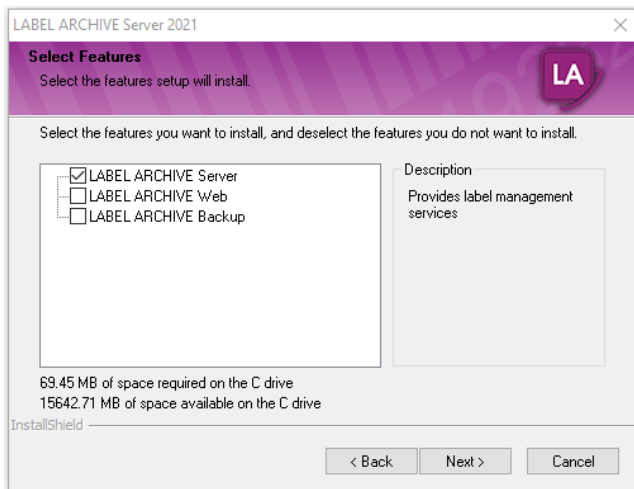 LABEL ARCHIVE Server 2021
Select Features
Select the features setup will install.
LA
Select the features you want to install, and deselect the features you do not want to install.
LABEL ARCHIVE Server
LABEL ARCHIVE Web
LABEL ARCHIVE Backup
Description
Provides label management
services
69.45 MB of space required on the C drive
15642.71 MB of space available on the C drive
InstallShield
< Back
Next >
Cancel